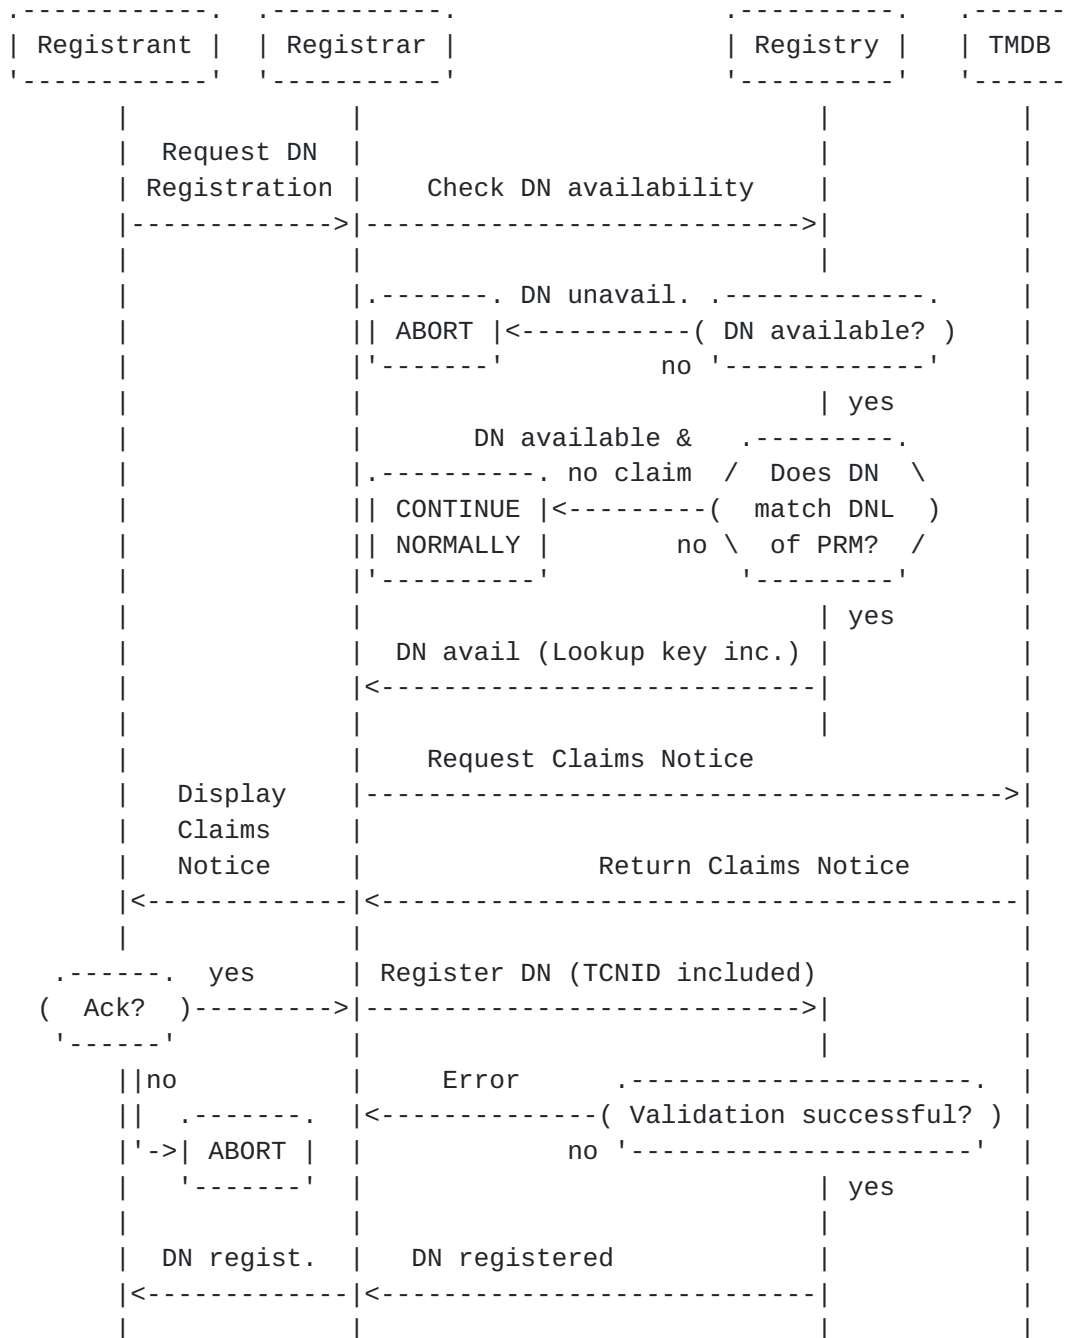 .------------.  .-----------.                  .----------.   .------
| Registrant |  | Registrar |                  | Registry |   | TMDB
'------------'  '-----------'                  '----------'   '------
       |              |                             |            |
       |  Request DN  |                             |            |
       | Registration |    Check DN availability    |            |
       |------------->|---------------------------->|            |
       |              |                             |            |
       |              |.-------. DN unavail. .-------------.     |
       |              || ABORT |<-----------( DN available? )    |
       |              |'-------'          no '-------------'     |
       |              |                             | yes        |
       |              |       DN available &   .---------.       |
       |              |.----------. no claim  /  Does DN  \      |
       |              || CONTINUE |<---------(  match DNL  )     |
       |              || NORMALLY |        no \  of PRM?  /      |
       |              |'----------'            '---------'       |
       |              |                             | yes        |
       |              |  DN avail (Lookup key inc.) |            |
       |              |<----------------------------|            |
       |              |                             |            |
       |              |    Request Claims Notice                 |
       |   Display    |----------------------------------------->|
       |   Claims     |                                          |
       |   Notice     |               Return Claims Notice       |
       |<-------------|<-----------------------------------------|
       |              |                                          |
   .------.  yes      | Register DN (TCNID included)             |
  (  Ack?  )--------->|---------------------------->|            |
   '------'           |                             |            |
       ||no           |     Error      .----------------------.  |
       ||  .-------.  |<--------------( Validation successful? ) |
       |'->| ABORT |  |             no '----------------------'  |
       |   '-------'  |                             | yes        |
       |              |                             |            |
       |  DN regist.  |   DN registered             |            |
       |<-------------|<----------------------------|            |
       |              |                             |            |